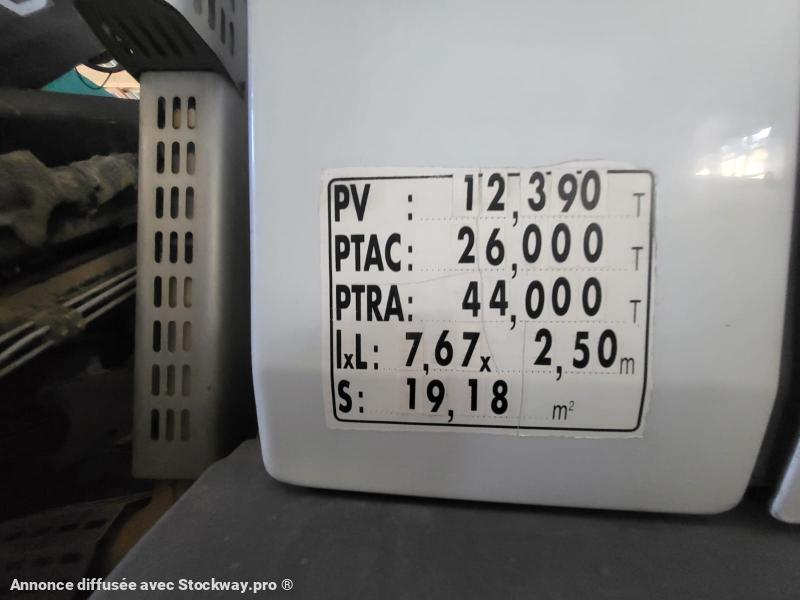 PV : 12,390 T
PTAC: 26,000 T
PTRA: 44,000 T
lxL: 7,67x 2,50m
S: 19,18 m²
Annonce diffusée avec Stockway.pro ®